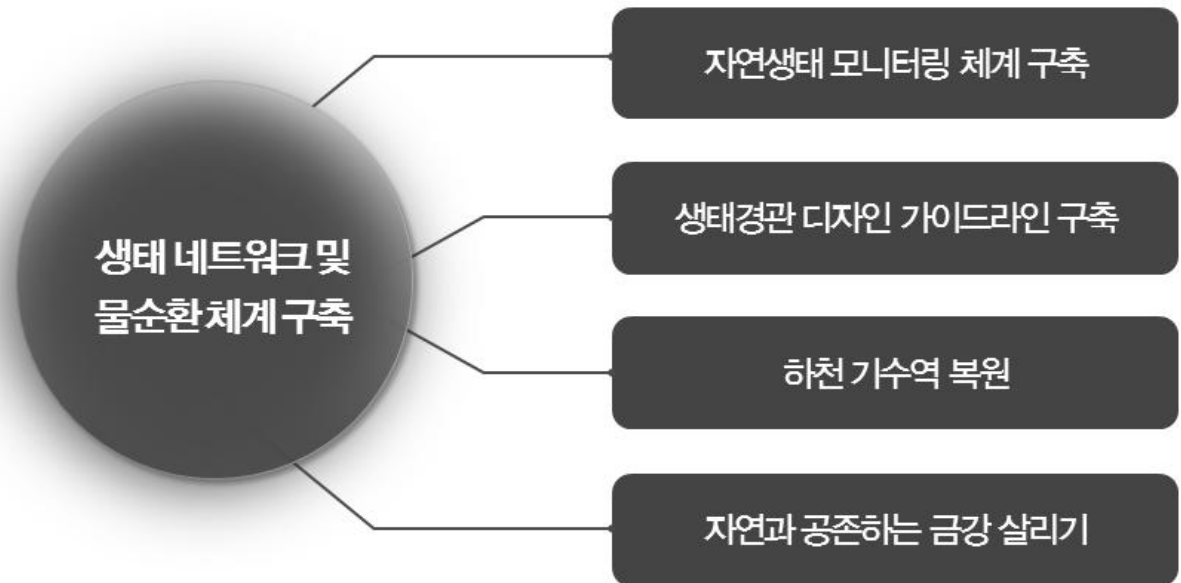 생태 네트워크 및
물순환 체계 구축
자연생태 모니터링 체계 구축
생태경관 디자인 가이드라인 구축
하천 기수역 복원
자연과 공존하는 금강 살리기